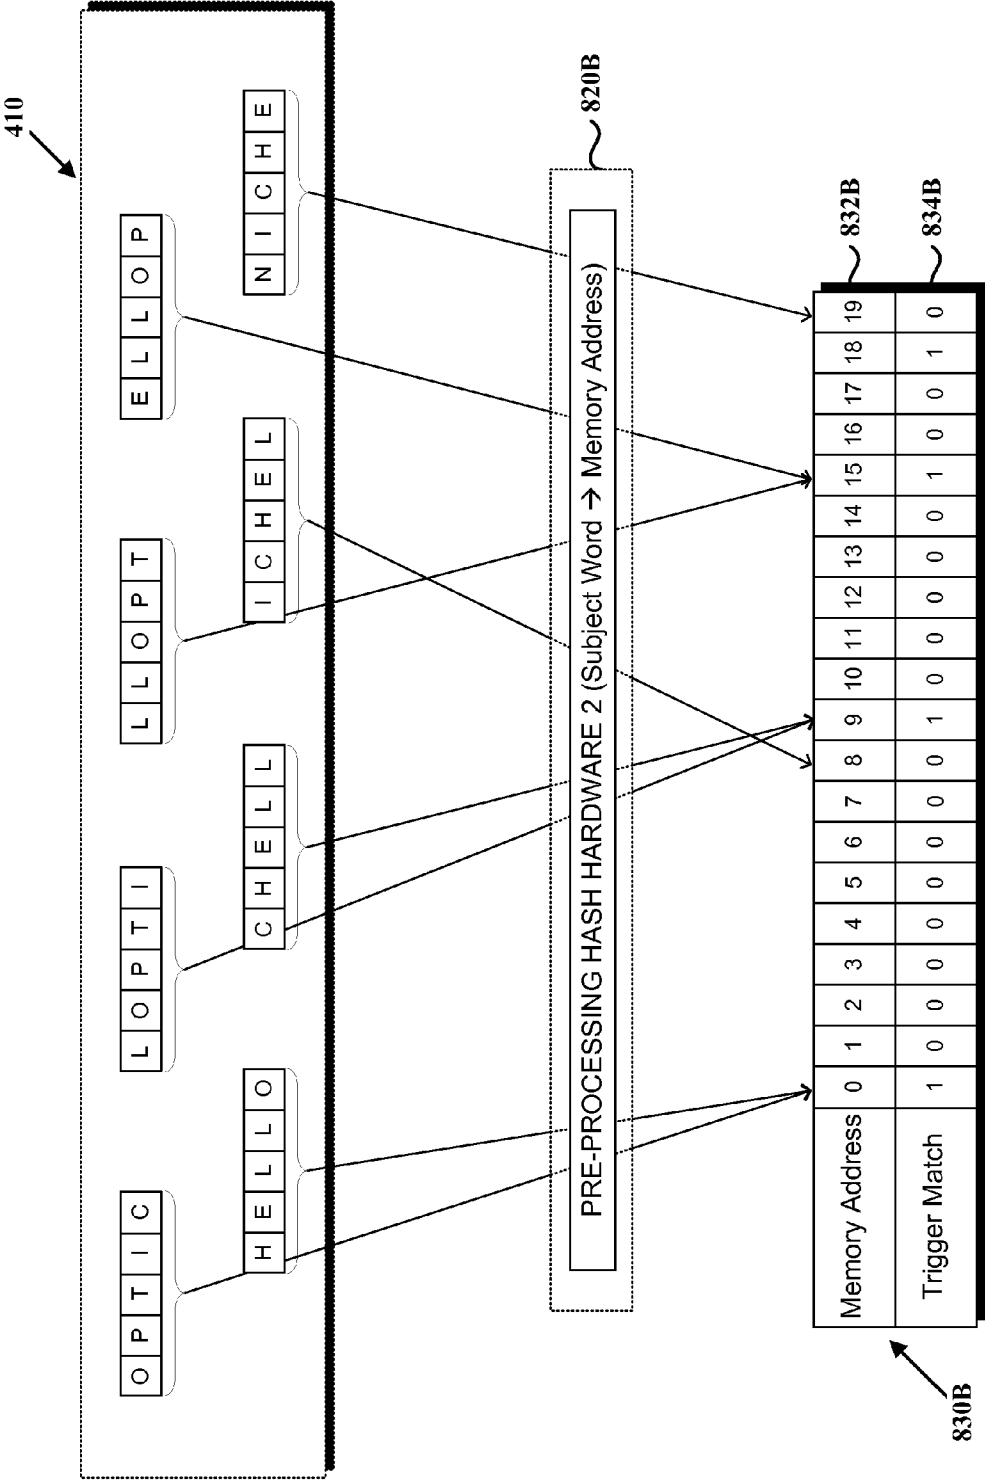 410
O P T I C
L O P T I
L L O P T
E L L O P
H E L L O
C H E L L
I C H E L
N I C H E
820B
PRE-PROCESSING HASH HARDWARE 2 (Subject Word → Memory Address)
832B
834B
Memory Address 0 1 2 3 4 5 6 7 8 9 10 11 12 13 14 15 16 17 18 19
Trigger Match 1 0 0 0 0 0 0 0 0 1 0 0 0 0 0 1 0 0 1 0
830B